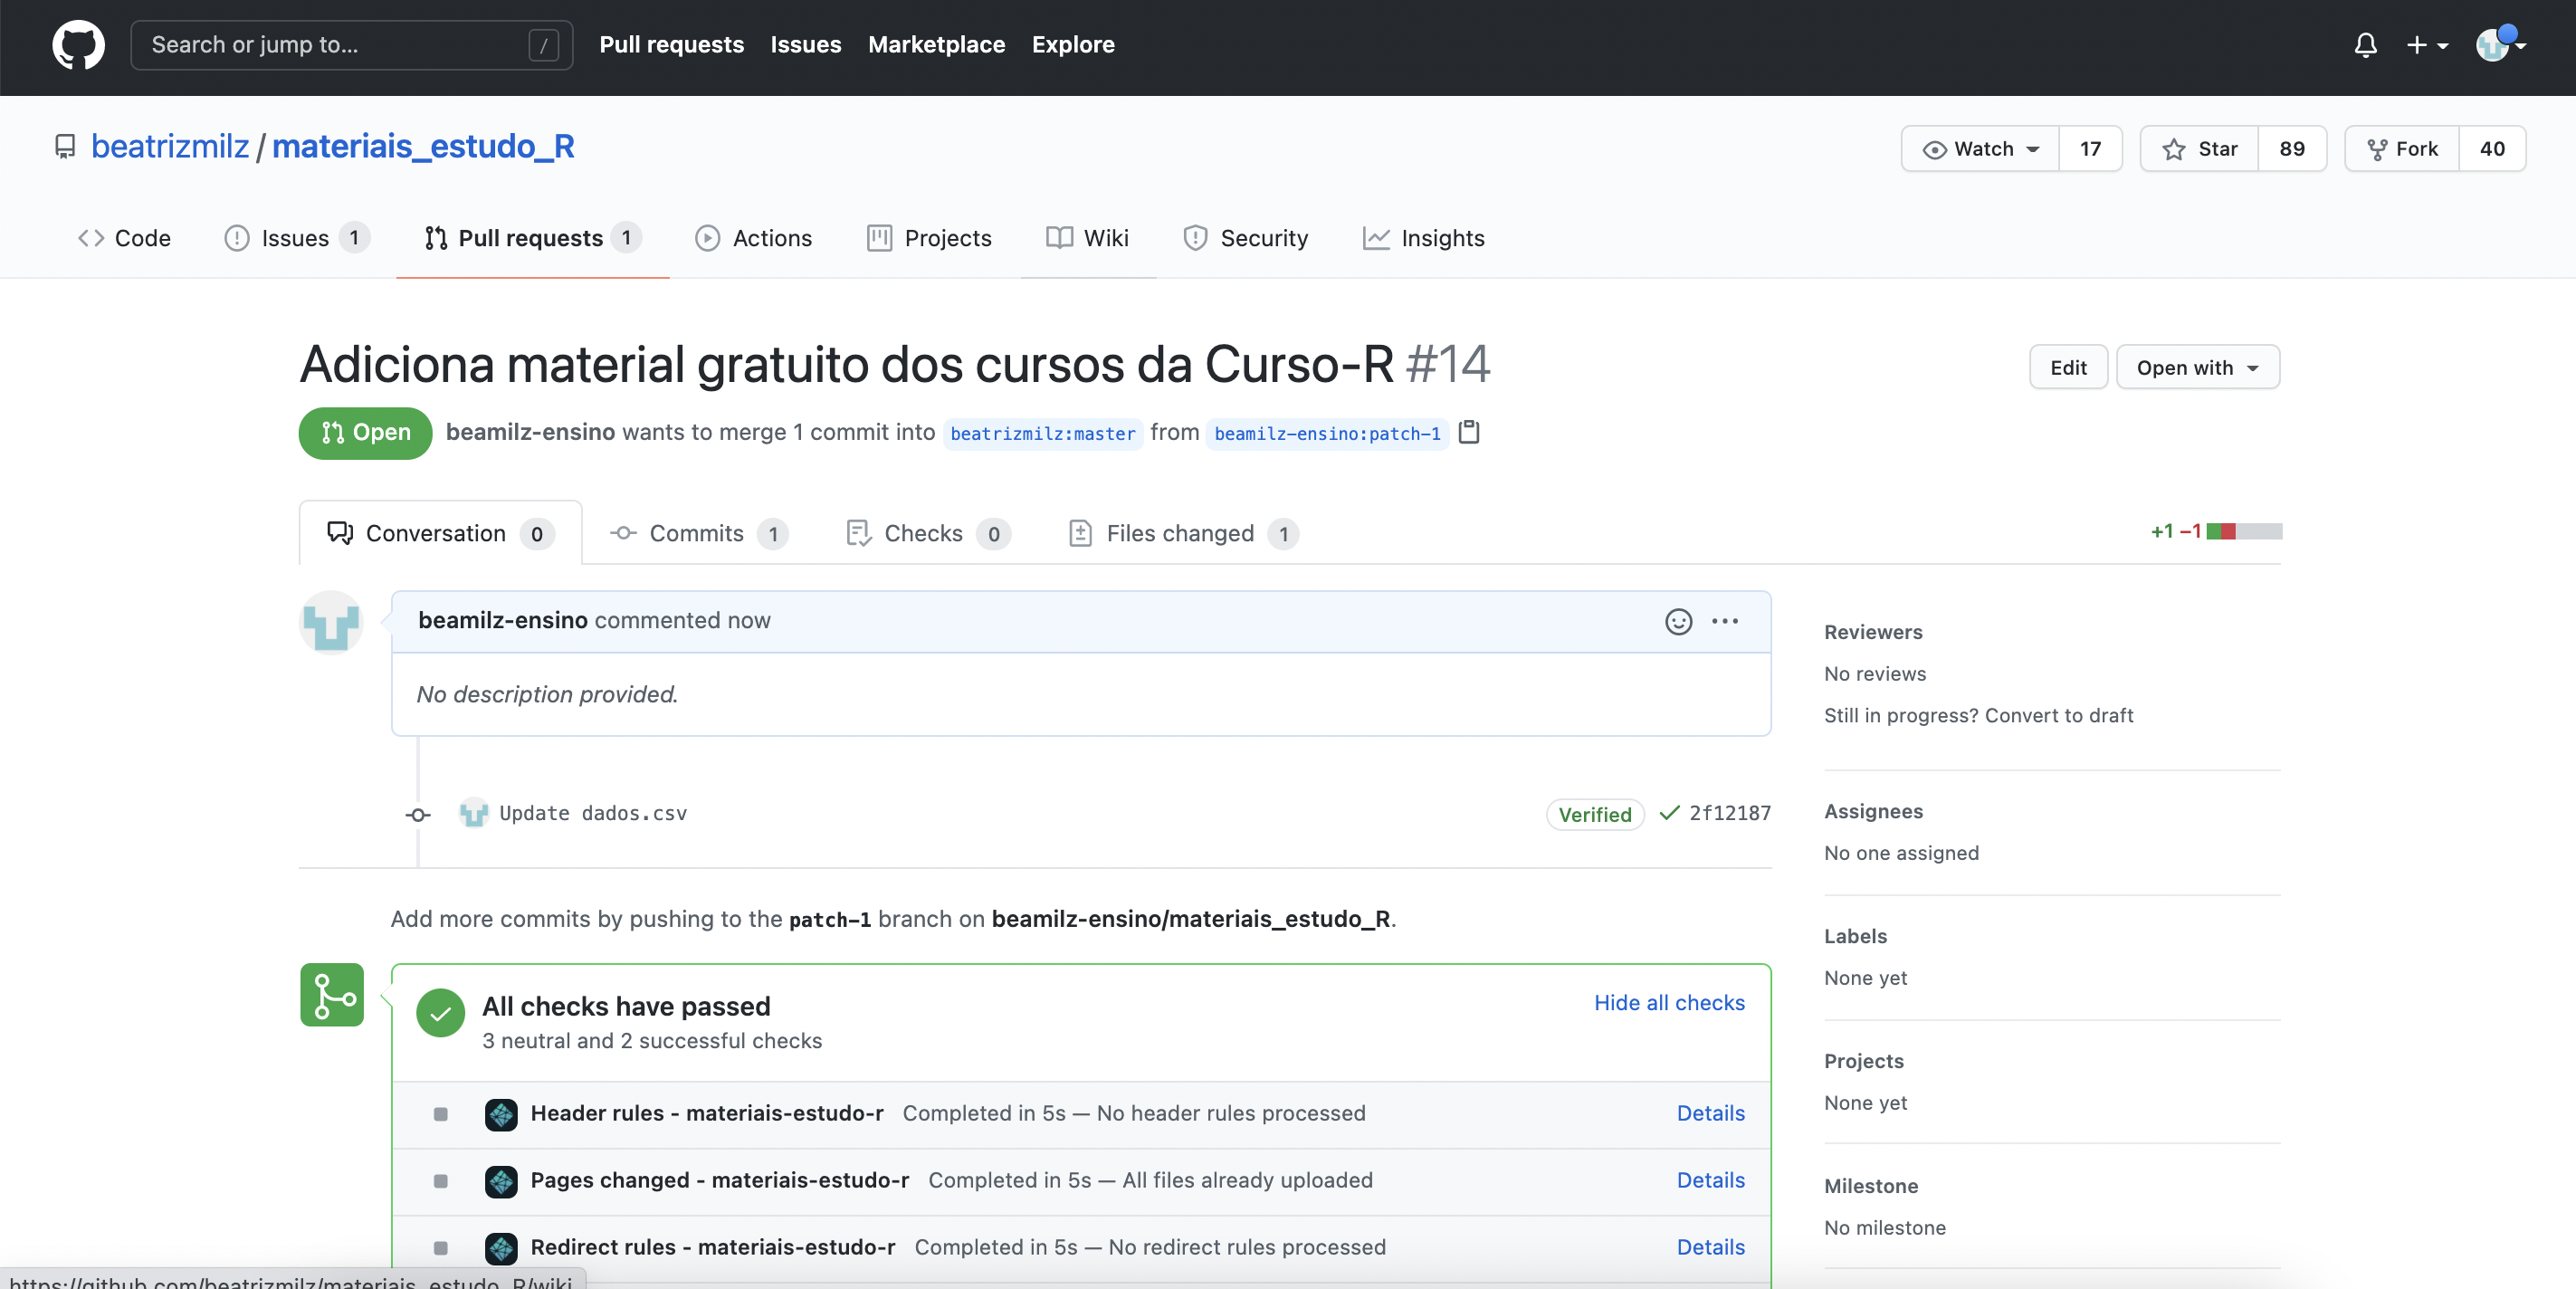 Search or jump to... /
Pull requests Issues Marketplace Explore
beatrizmilz / materiais_estudo_R
Watch 17 Star 89 Fork 40
Code Issues 1 Pull requests 1 Actions Projects Wiki Security Insights
Adiciona material gratuito dos cursos da Curso-R #14
Edit Open with
Open beamilz-ensino wants to merge 1 commit into beatrizmilz:master from beamilz-ensino:patch-1
Conversation 0 Commits 1 Checks 0 Files changed 1
+1 −1
beamilz-ensino commented now
No description provided.
Update dados.csv
Verified 2f12187
Add more commits by pushing to the patch-1 branch on beamilz-ensino/materiais_estudo_R.
All checks have passed
3 neutral and 2 successful checks
Hide all checks
Header rules - materiais-estudo-r Completed in 5s — No header rules processed Details
Pages changed - materiais-estudo-r Completed in 5s — All files already uploaded Details
Redirect rules - materiais-estudo-r Completed in 5s — No redirect rules processed Details
Reviewers
No reviews
Still in progress? Convert to draft
Assignees
No one assigned
Labels
None yet
Projects
None yet
Milestone
No milestone
https://github.com/beatrizmilz/materiais_estudo_R/wiki